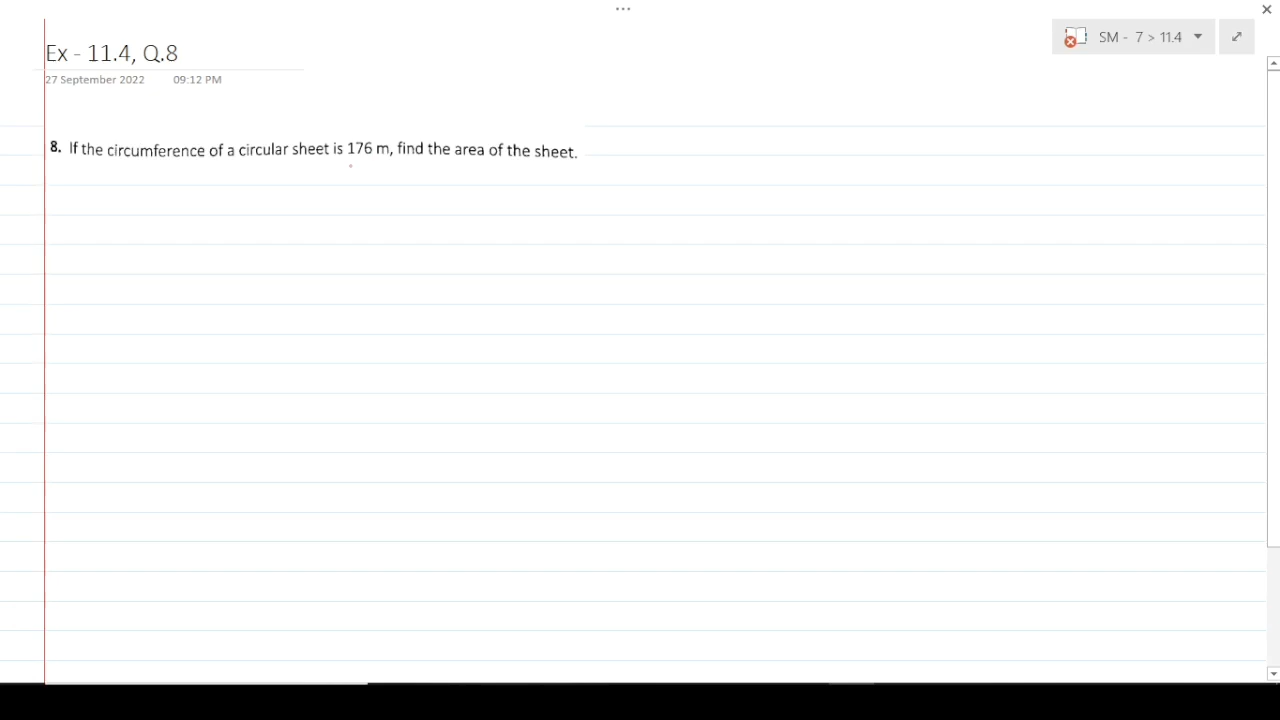 Ex - 11.4, Q.8
27 September 2022 09:12 PM
SM - 7 > 11.4
8. If the circumference of a circular sheet is 176 m, find the area of the sheet.